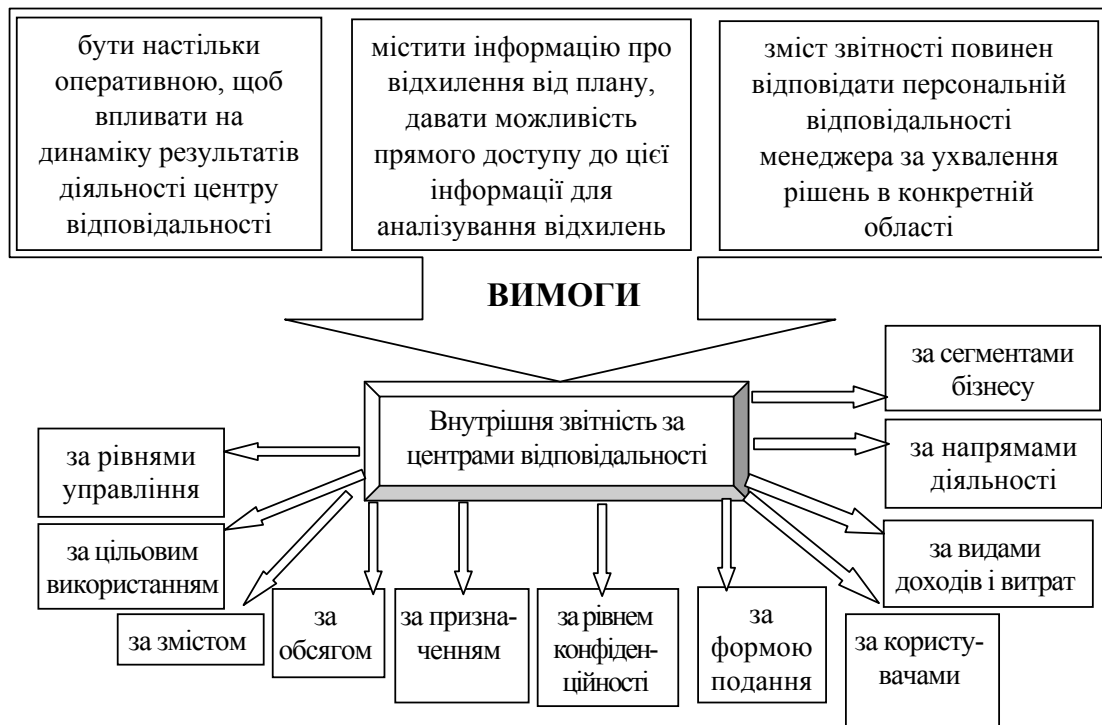 бути настільки
оперативною, щоб
впливати на
динаміку результатів
діяльності центру
відповідальності
містити інформацію про
відхилення від плану,
давати можливість
прямого доступу до цієї
інформації для
аналізування відхилень
зміст звітності повинен
відповідати персональній
відповідальності
менеджера за ухвалення
рішень в конкретній
області
ВИМОГИ
Внутрішня звітність за
центрами відповідальності
за сегментами
бізнесу
за напрямами
діяльності
за видами
доходів і витрат
за користу-
вачами
за формою
подання
за рівнем
конфіден-
ційності
за призна-
ченням
за
обсягом
за змістом
за цільовим
використанням
за рівнями
управління